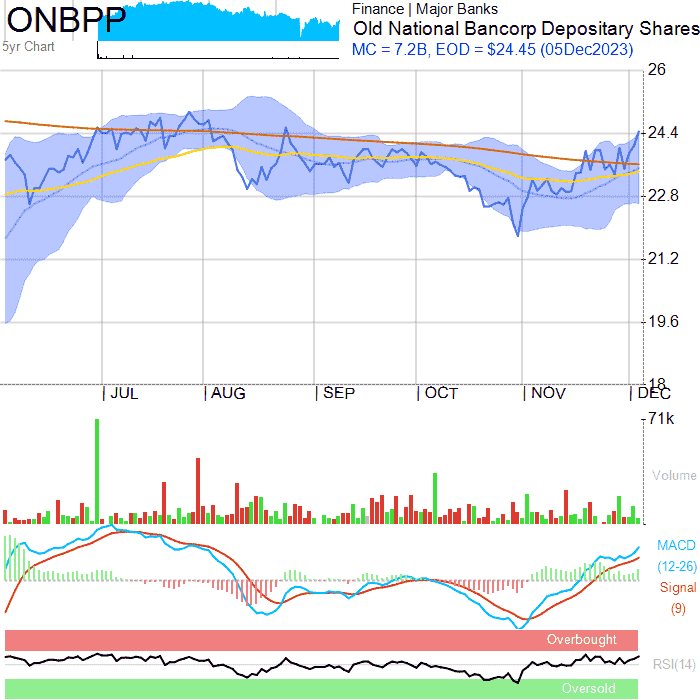 ONBPP
5yr Chart
Finance | Major Banks
Old National Bancorp Depositary Shares
MC = 7.2B, EOD = $24.45 (05Dec2023)
26
24.4
22.8
21.2
19.6
18
JUL AUG SEP OCT NOV DEC
71k
Volume
MACD
(12-26)
Signal
(9)
Overbought
RSI(14)
Oversold